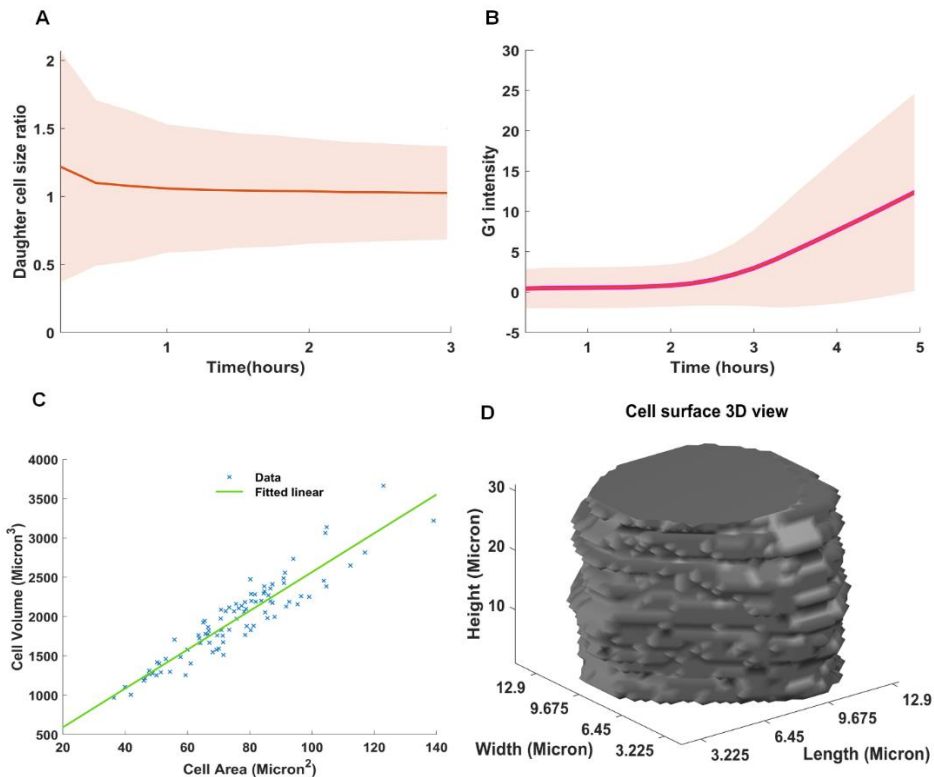 A
2
1.5
1
0.5
0
Daughter cell size ratio
1 2 3
Time(hours)
B
30
25
20
15
10
5
0
-5
G1 intensity
1 2 3 4 5
Time (hours)
C
4000
3500
3000
2500
2000
1500
1000
500
Cell Volume (Micron³)
Data
Fitted linear
20 40 60 80 100 120 140
Cell Area (Micron²)
D
Cell surface 3D view
30
20
10
Height (Micron)
12.9
9.675
6.45
3.225
Width (Micron)
3.225
6.45
9.675
12.9
Length (Micron)